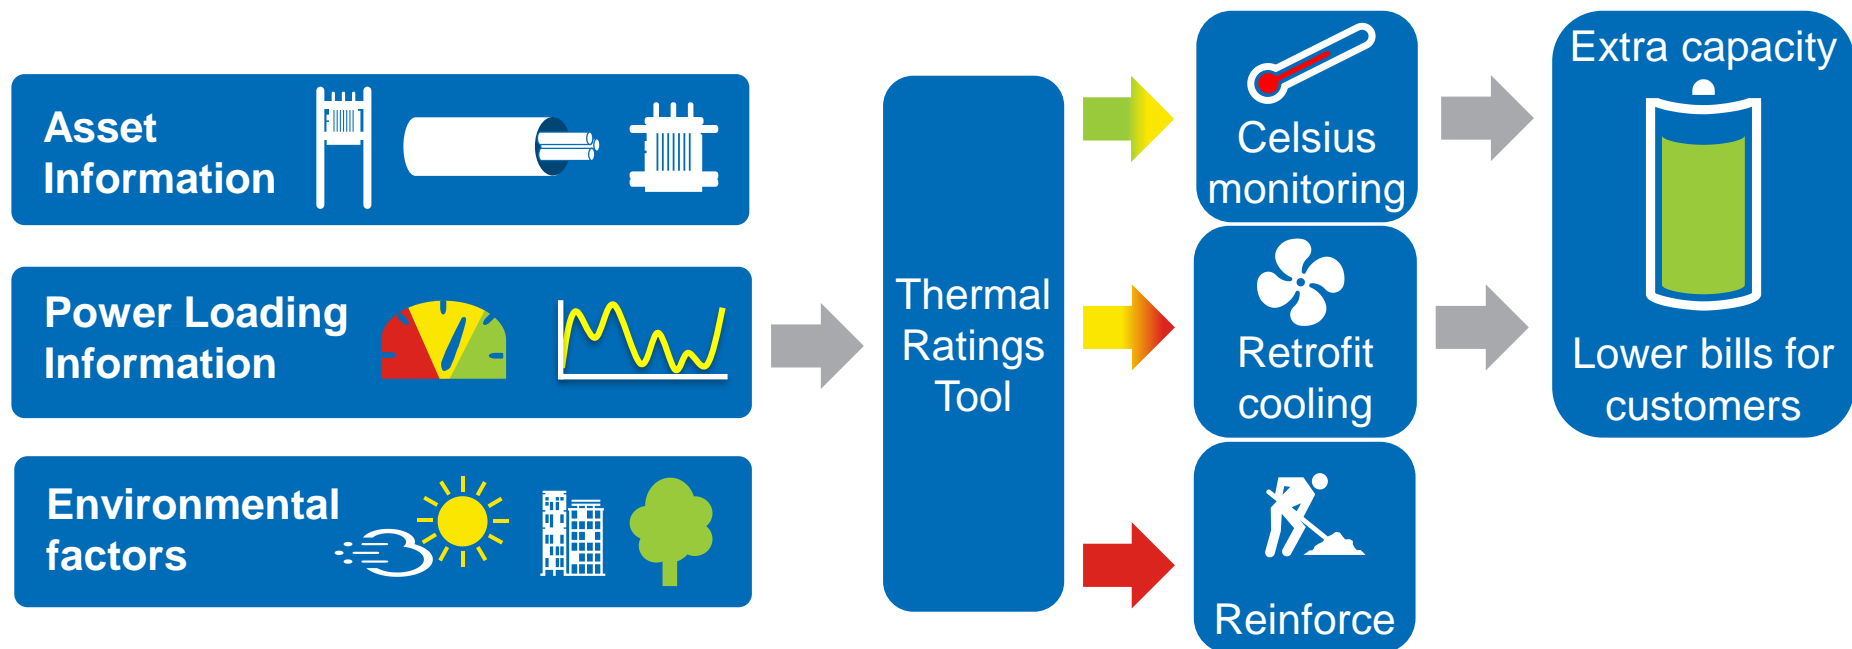 Asset
Information
Power Loading
Information
Environmental
factors
Thermal
Ratings
Tool
Celsius
monitoring
Retrofit
cooling
Reinforce
Extra capacity
Lower bills for
customers